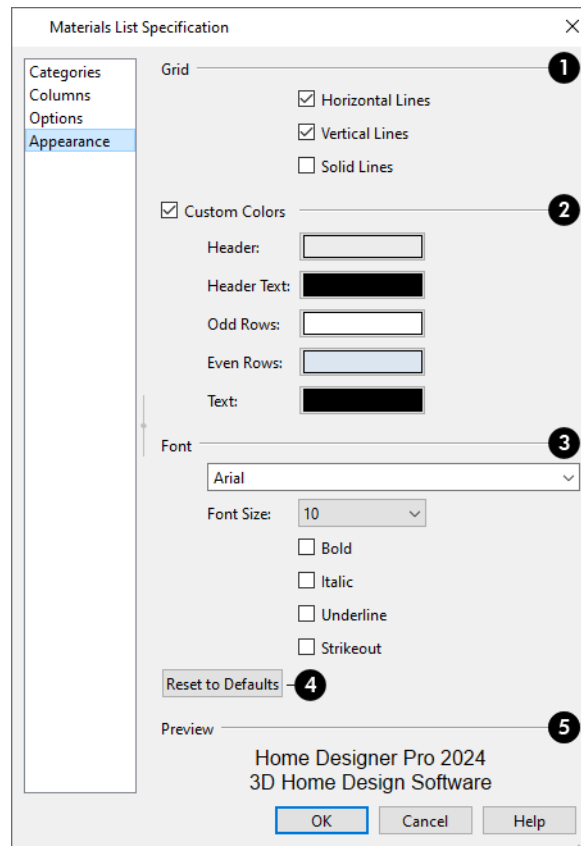 Materials List Specification
Categories
Columns
Options
Appearance
Grid 1
Horizontal Lines
Vertical Lines
Solid Lines
Custom Colors 2
Header:
Header Text:
Odd Rows:
Even Rows:
Text:
Font 3
Arial
Font Size: 10
Bold
Italic
Underline
Strikeout
Reset to Defaults 4
Preview 5
Home Designer Pro 2024
3D Home Design Software
OK Cancel Help